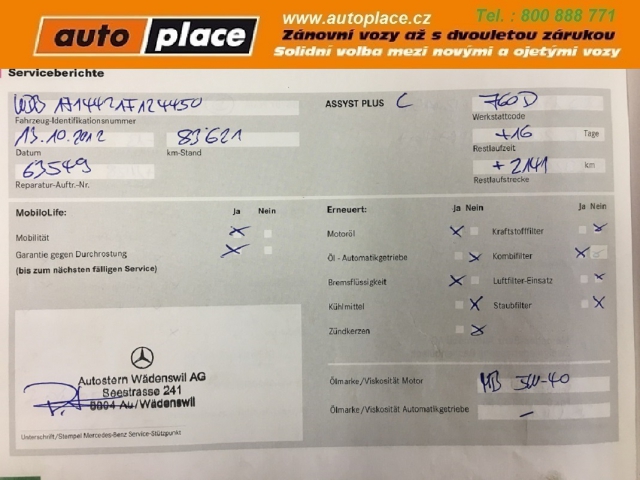 auto place
www.autoplace.cz
Tel. : 800 888 771
Zánovní vozy až s dvouletou zárukou
Solidní volba mezi novými a ojetými vozy
Serviceberichte
WDB 1714421F124450
Fahrzeug-Identifikationsnummer
13.10.2012
Datum
83'621
km-Stand
63549
Reparatur-Auftr.-Nr.
ASSYST PLUS C
760D
Werkstattcode
+16 Tage
Restlaufzeit
+2141 km
Restlaufstrecke
MobiloLife:
Ja Nein
Mobilität
Garantie gegen Durchrostung
(bis zum nächsten fälligen Service)
Erneuert:
Ja Nein
Ja Nein
Motoröl
Kraftstofffilter
Öl - Automatikgetriebe
Kombifilter
Bremsflüssigkeit
Luftfilter-Einsatz
Kühlmittel
Staubfilter
Zündkerzen
Autostern Wädenswil AG
Seestrasse 241
8804 Au/Wädenswil
Unterschrift/Stempel Mercedes-Benz Service-Stützpunkt
Ölmarke/Viskosität Motor MB 5W-40
Ölmarke/Viskosität Automatikgetriebe –